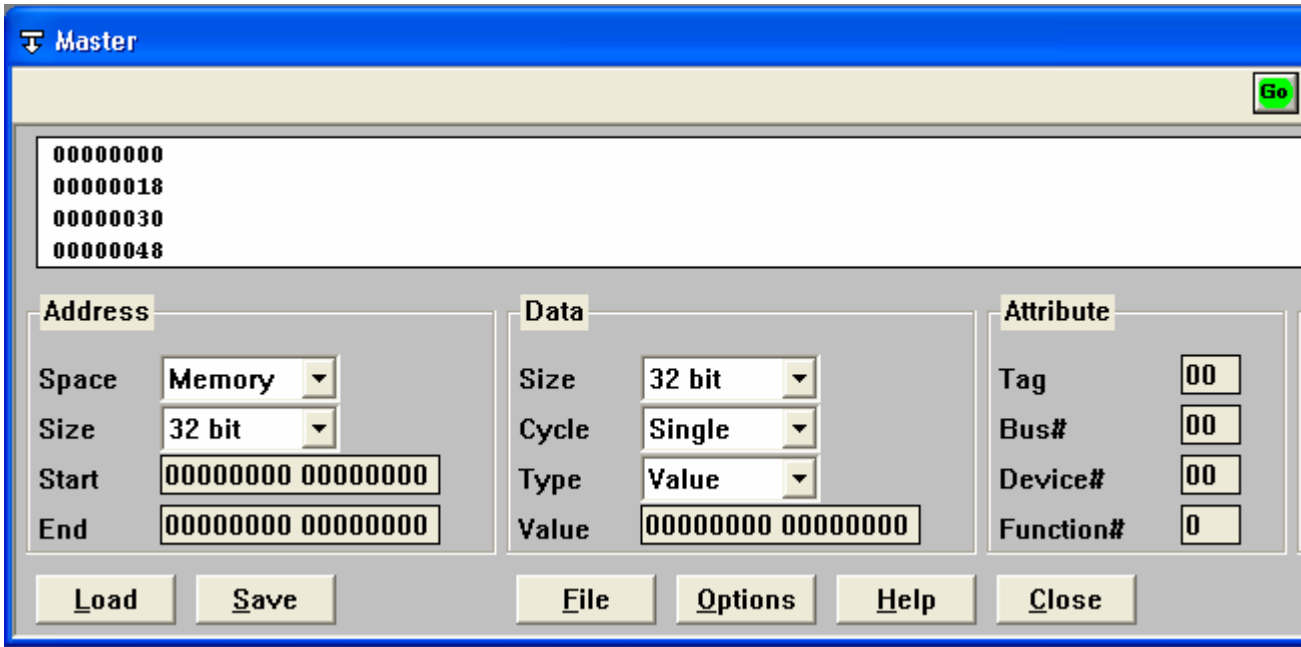 Master
Go
00000000
00000018
00000030
00000048
Address Data Attribute
Space Memory Size 32 bit Tag 00
Size 32 bit Cycle Single Bus# 00
Start 00000000 00000000 Type Value Device# 00
End 00000000 00000000 Value 00000000 00000000 Function# 0
Load Save File Options Help Close